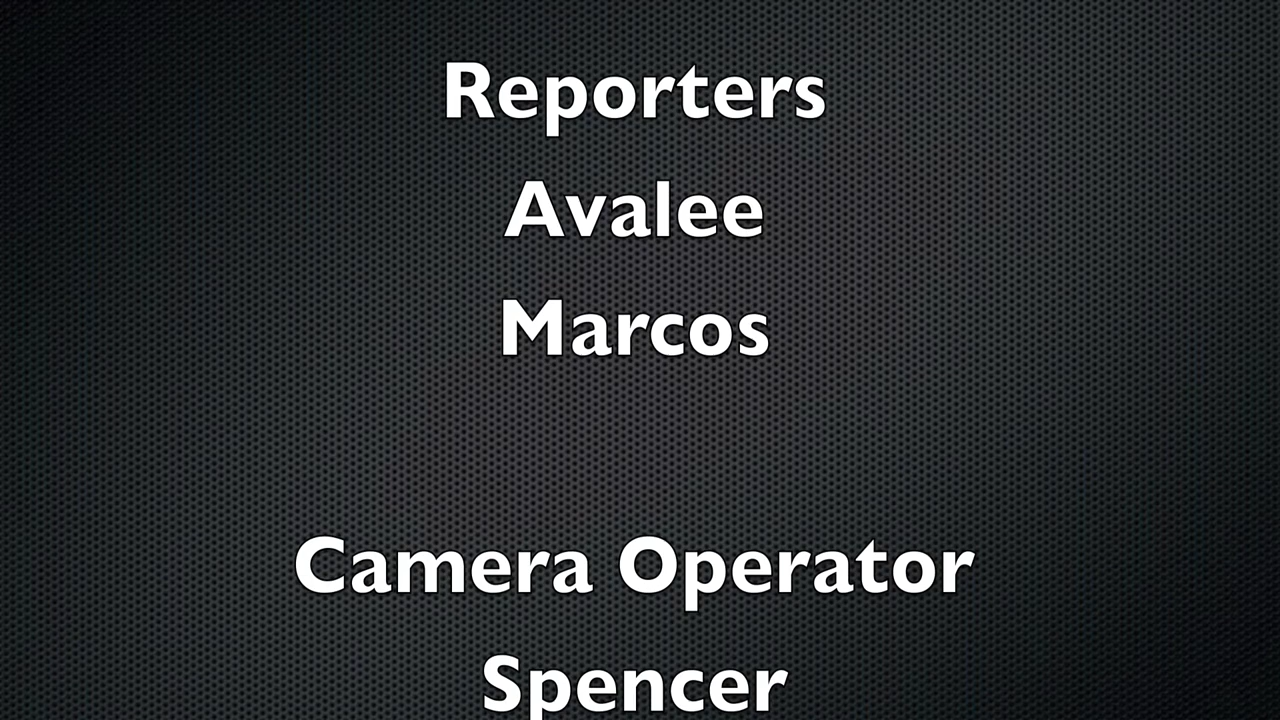 Reporters
Avalee
Marcos
Camera Operator
Spencer